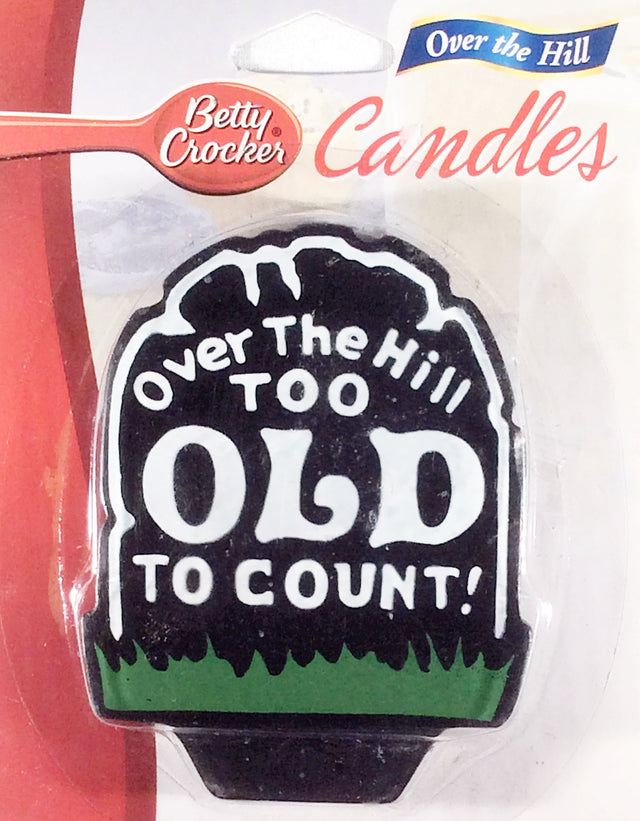 Over the Hill
Betty
Crocker®
Candles
Over The Hill
TOO
OLD
TO COUNT!